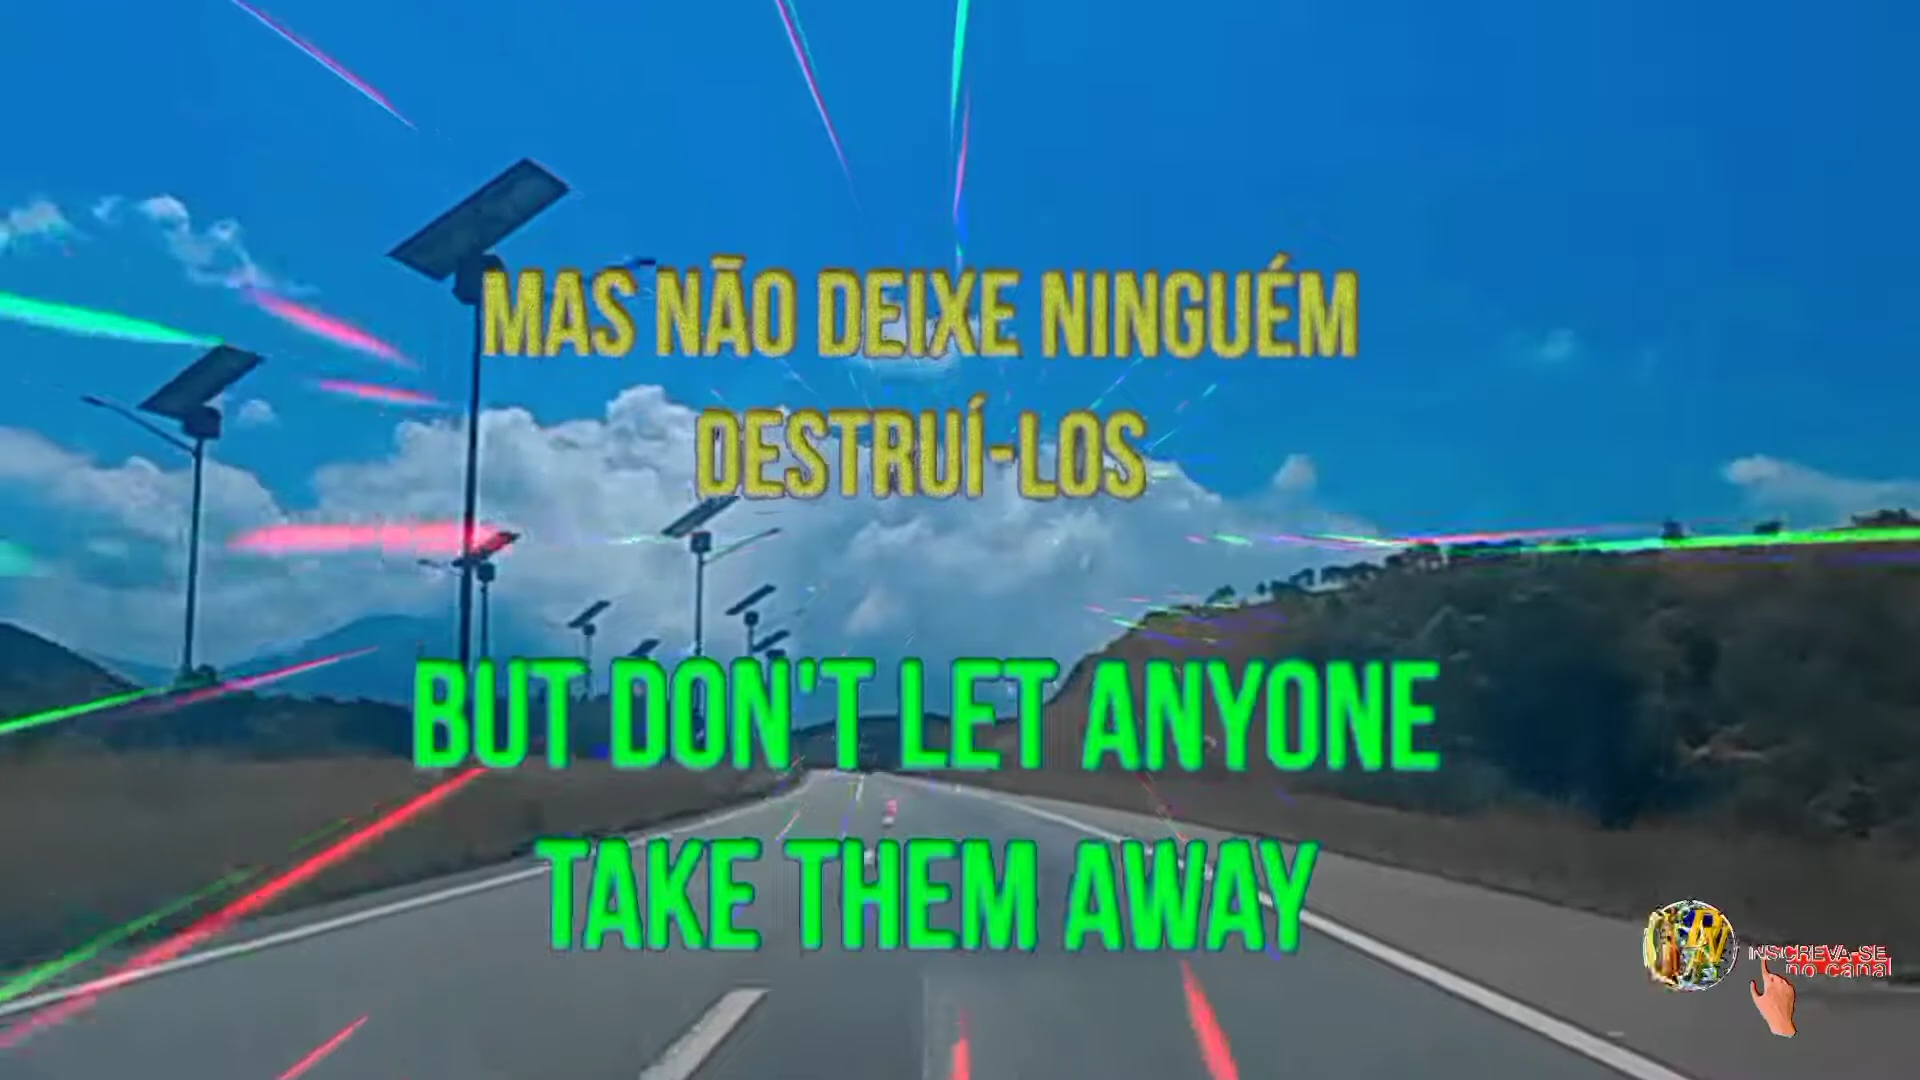 MAS NÃO DEIXE NINGUÉM
DESTRUÍ-LOS
BUT DON'T LET ANYONE
TAKE THEM AWAY
INSCREVA-SE
no canal